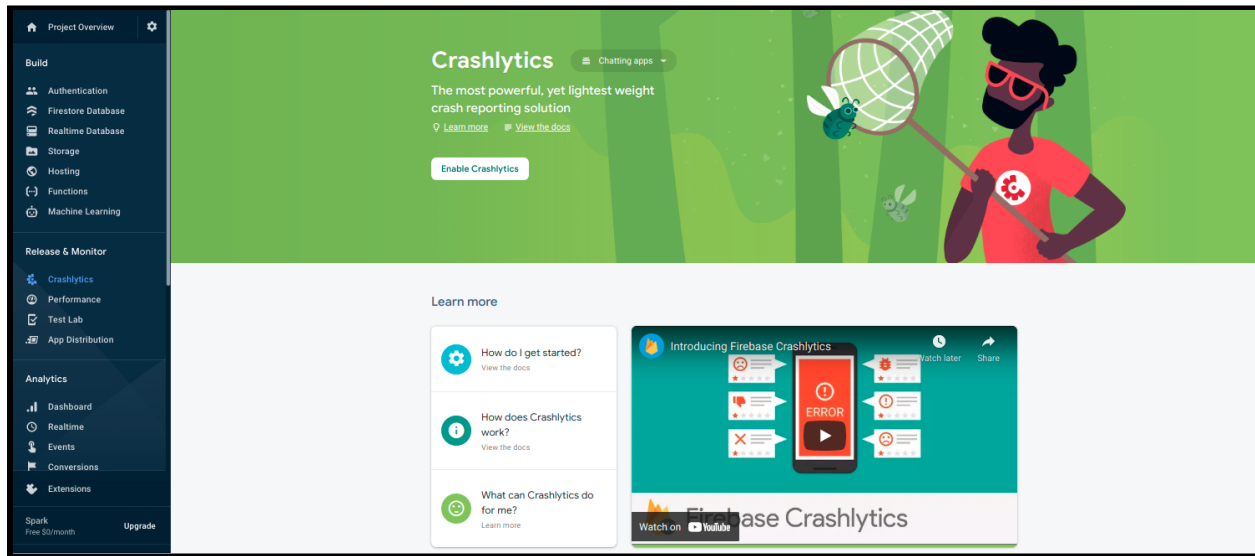 Project Overview
Build
Authentication
Firestore Database
Realtime Database
Storage
Hosting
Functions
Machine Learning
Release & Monitor
Crashlytics
Performance
Test Lab
App Distribution
Analytics
Dashboard
Realtime
Events
Conversions
Extensions
Spark
Free $0/month
Upgrade
Crashlytics
Chatting apps
The most powerful, yet lightest weight
crash reporting solution
Learn more
View the docs
Enable Crashlytics
Learn more
How do I get started?
View the docs
How does Crashlytics
work?
View the docs
What can Crashlytics do
for me?
Learn more
Introducing Firebase Crashlytics
Watch later
Share
ERROR
Firebase Crashlytics
Watch on YouTube